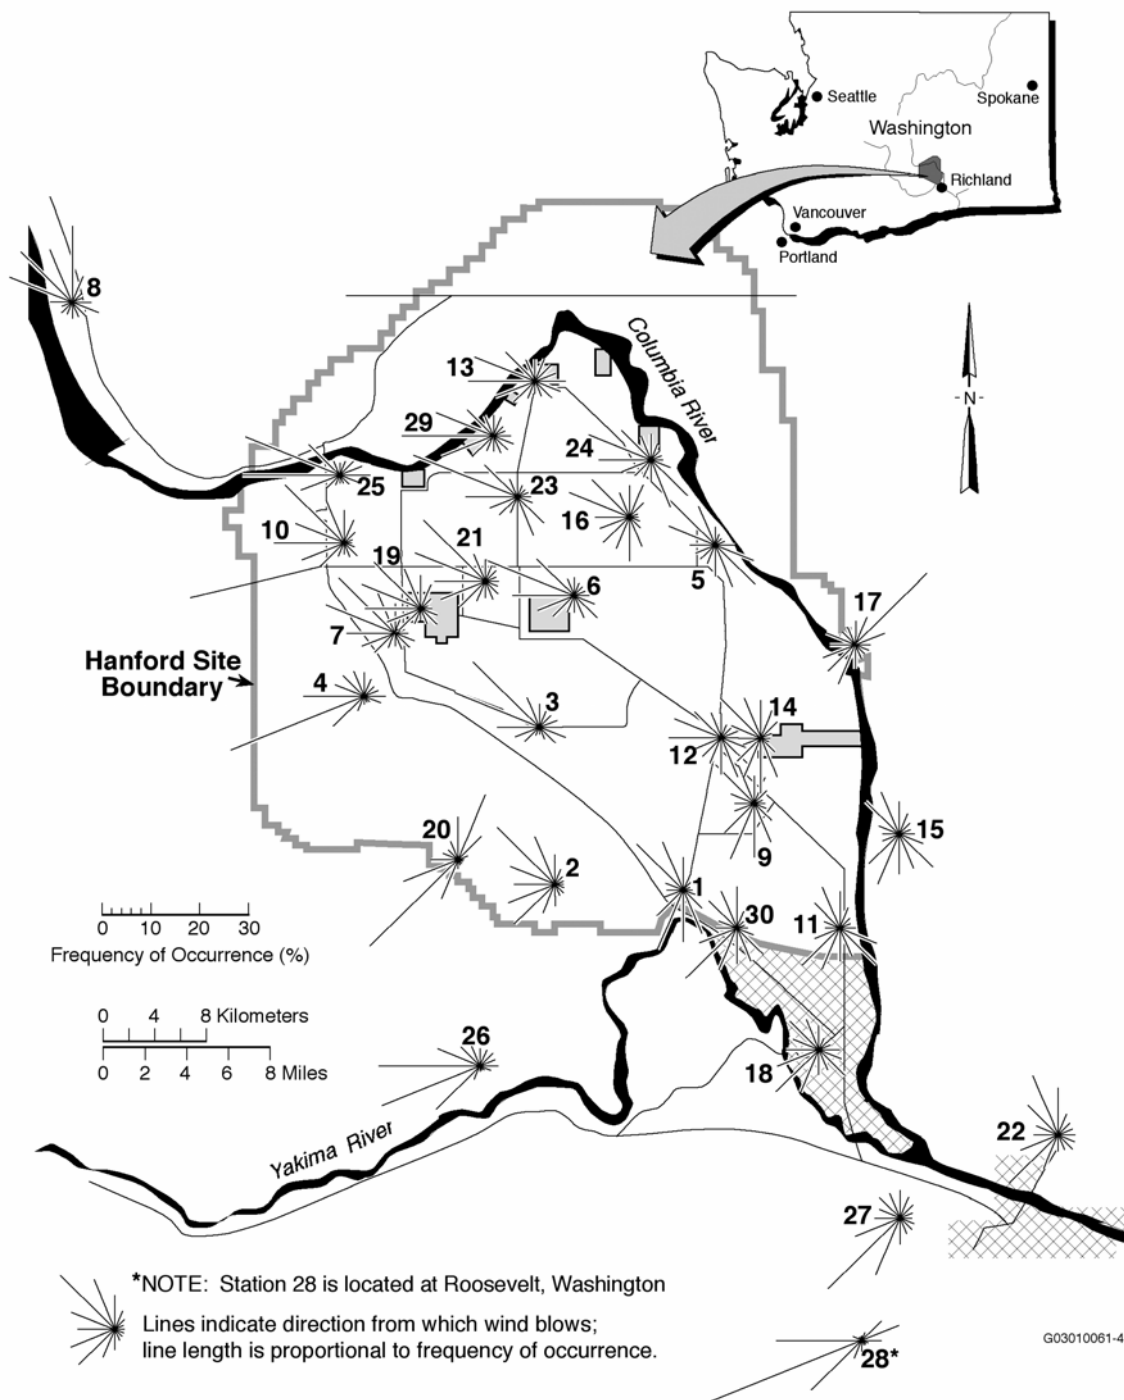 Seattle
Spokane
Washington
Richland
Vancouver
Portland
8
Columbia River
13
- N -
29
24
25
23
16
10
21
19
6
5
17
7
Hanford Site
Boundary
4
3
14
12
20
2
9
15
1
30
11
0 10 20 30
Frequency of Occurrence (%)
0 4 8 Kilometers
0 2 4 6 8 Miles
26
18
22
Yakima River
27
*NOTE: Station 28 is located at Roosevelt, Washington
Lines indicate direction from which wind blows;
line length is proportional to frequency of occurrence.
28*
G03010061-4